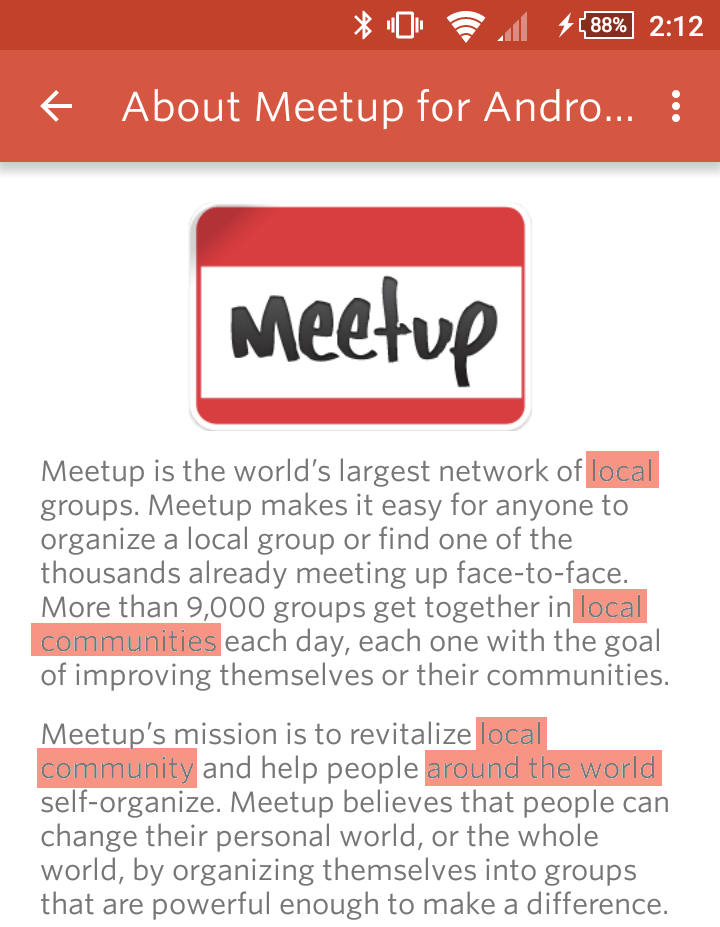 88% 2:12
About Meetup for Andro...
meetup
Meetup is the world’s largest network of local
groups. Meetup makes it easy for anyone to
organize a local group or find one of the
thousands already meeting up face-to-face.
More than 9,000 groups get together in local
communities each day, each one with the goal
of improving themselves or their communities.
Meetup’s mission is to revitalize local
community and help people around the world
self-organize. Meetup believes that people can
change their personal world, or the whole
world, by organizing themselves into groups
that are powerful enough to make a difference.